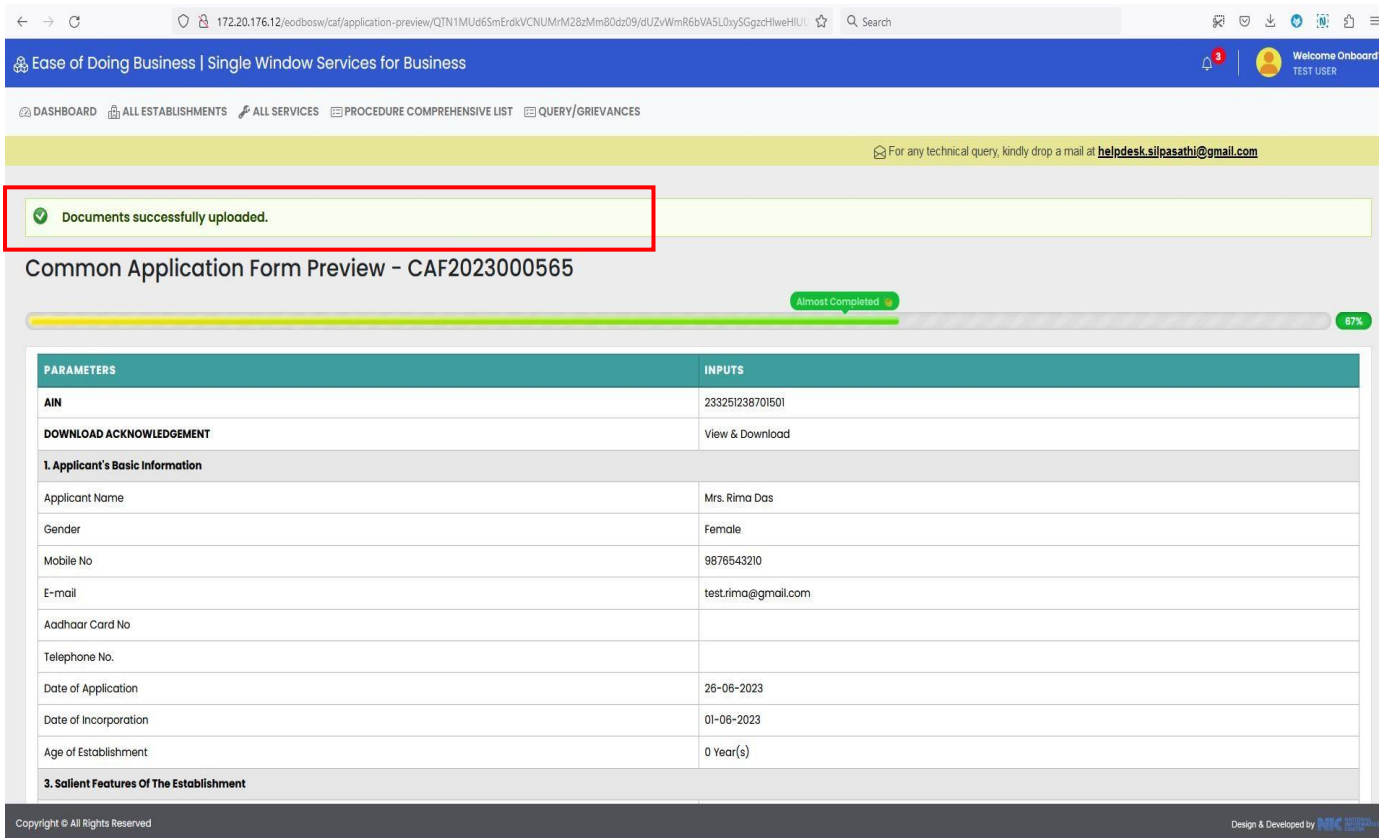 172.20.176.12/eodbosw/caf/application-preview/QTN1MUd6SmErdkVCNUMrM28zMm80dz09/dUZvWmR6bVA5L0xySGgzcHlweHlUU
Search
Ease of Doing Business | Single Window Services for Business
3
Welcome Onboard
TEST USER
DASHBOARD ALL ESTABLISHMENTS ALL SERVICES PROCEDURE COMPREHENSIVE LIST QUERY/GRIEVANCES
For any technical query, kindly drop a mail at helpdesk.silpasathi@gmail.com
Documents successfully uploaded.
Common Application Form Preview - CAF2023000565
Almost Completed
67%
PARAMETERS INPUTS
AIN 233251238701501
DOWNLOAD ACKNOWLEDGEMENT View & Download
1. Applicant's Basic Information
Applicant Name Mrs. Rima Das
Gender Female
Mobile No 9876543210
E-mail test.rima@gmail.com
Aadhaar Card No
Telephone No.
Date of Application 26-06-2023
Date of Incorporation 01-06-2023
Age of Establishment 0 Year(s)
3. Salient Features Of The Establishment
Copyright © All Rights Reserved
Design & Developed by NIC